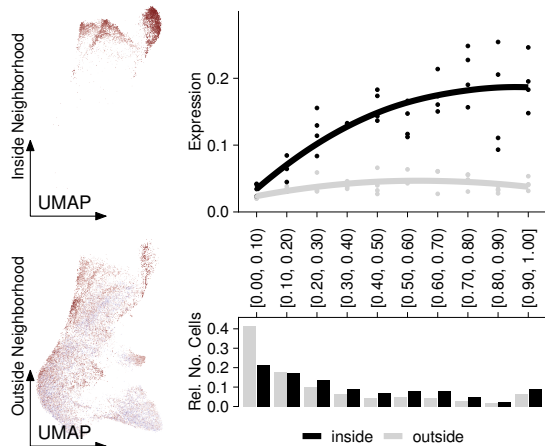 Inside Neighborhood
UMAP
Expression
0.2
0.1
0.0
[0.00, 0.10)
[0.10, 0.20)
[0.20, 0.30)
[0.30, 0.40)
[0.40, 0.50)
[0.50, 0.60)
[0.60, 0.70)
[0.70, 0.80)
[0.80, 0.90)
[0.90, 1.00]
Outside Neighborhood
UMAP
Rel. No. Cells
0.4
0.3
0.2
0.1
0.0
inside outside